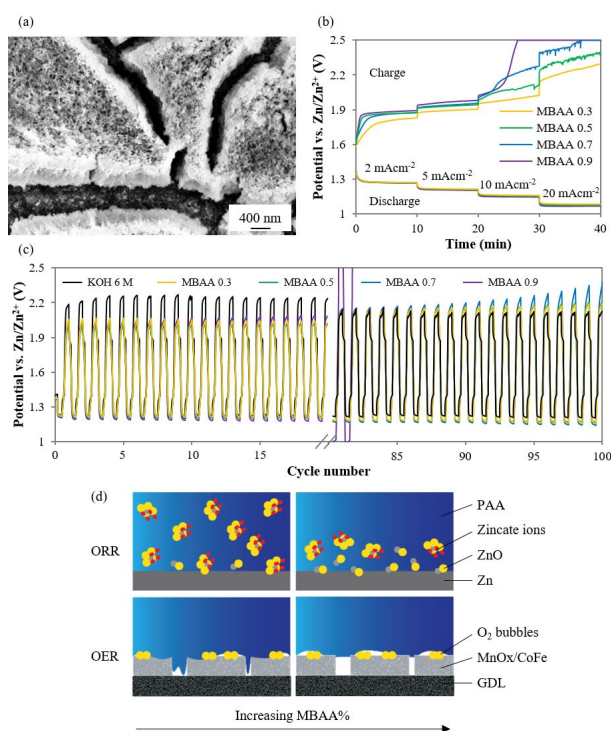 (a)
400 nm
(b)
Potential vs. Zn/Zn²⁺ (V)
2.5
2.2
1.9
1.6
1.3
1
Charge
MBAA 0.3
MBAA 0.5
MBAA 0.7
MBAA 0.9
2 mAcm⁻²
5 mAcm⁻²
10 mAcm⁻²
20 mAcm⁻²
Discharge
0 10 20 30 40
Time (min)
(c)
Potential vs. Zn/Zn²⁺ (V)
2.5
2.2
1.9
1.6
1.3
1
KOH 6 M MBAA 0.3 MBAA 0.5 MBAA 0.7 MBAA 0.9
0 5 10 15 85 90 95 100
Cycle number
(d)
ORR
PAA
Zincate ions
ZnO
Zn
OER
O₂ bubbles
MnOx/CoFe
GDL
Increasing MBAA%